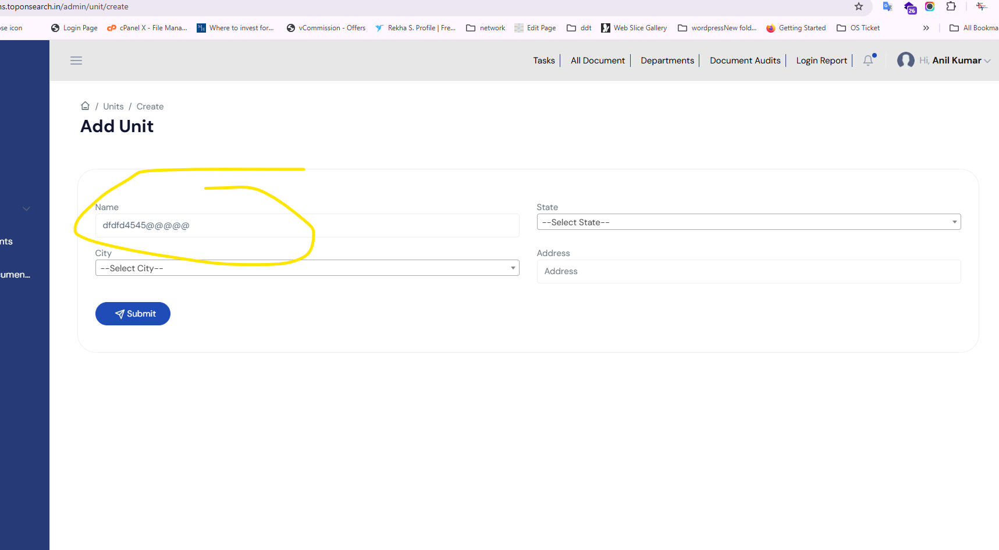 ns.toponsearch.in/admin/unit/create
26
ose icon Login Page cPanel X - File Mana... Where to invest for... vCommission - Offers Rekha S. Profile | Fre... network Edit Page ddt Web Slice Gallery wordpressNew fold... Getting Started OS Ticket » All Bookma
Tasks All Document Departments Document Audits Login Report Hi, Anil Kumar
/ Units / Create
Add Unit
Name State
dfdfd4545@@@@@ --Select State--
nts
City Address
--Select City-- Address
cumen...
Submit